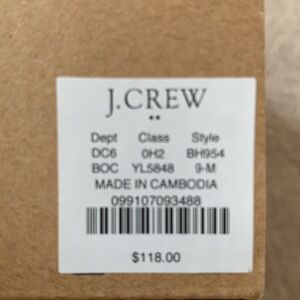 J.CREW
Dept Class Style
DC6 0H2 BH954
BOC YL5848 9-M
MADE IN CAMBODIA
099107093488
$118.00